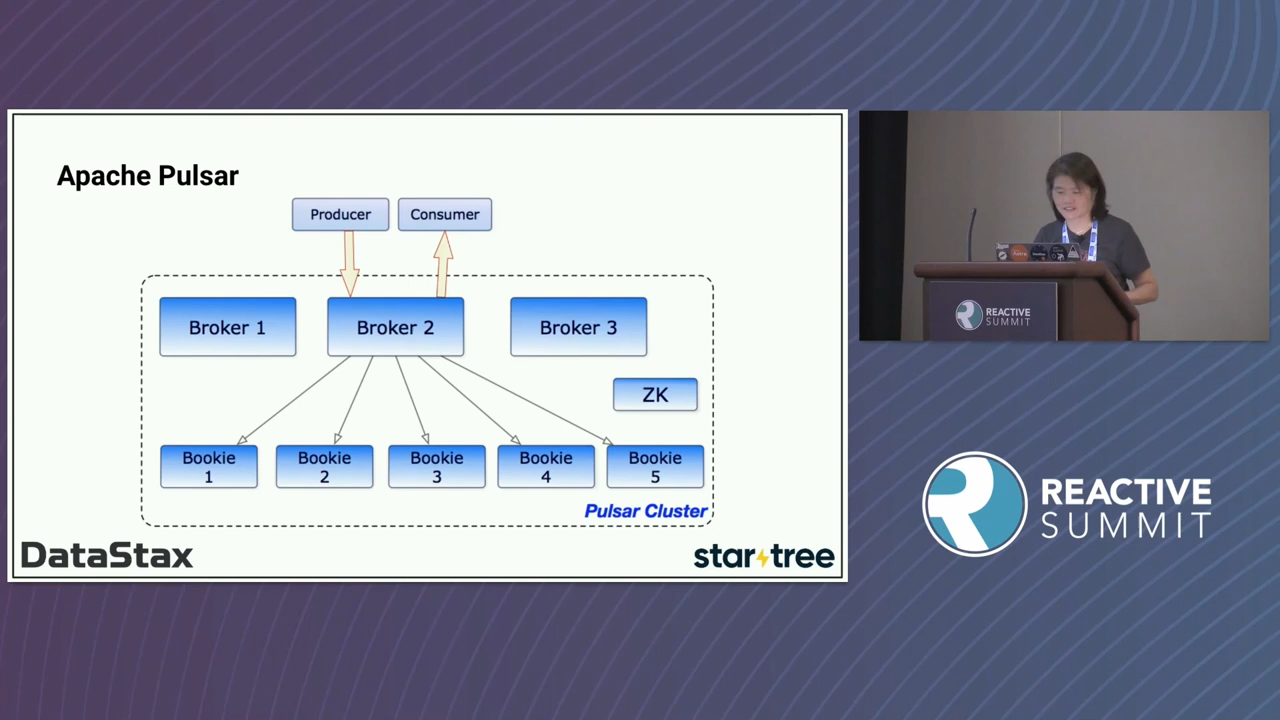 Apache Pulsar
Producer
Consumer
Broker 1
Broker 2
Broker 3
ZK
Bookie
1
Bookie
2
Bookie
3
Bookie
4
Bookie
5
Pulsar Cluster
DataStax
star tree
REACTIVE
SUMMIT
REACTIVE
SUMMIT